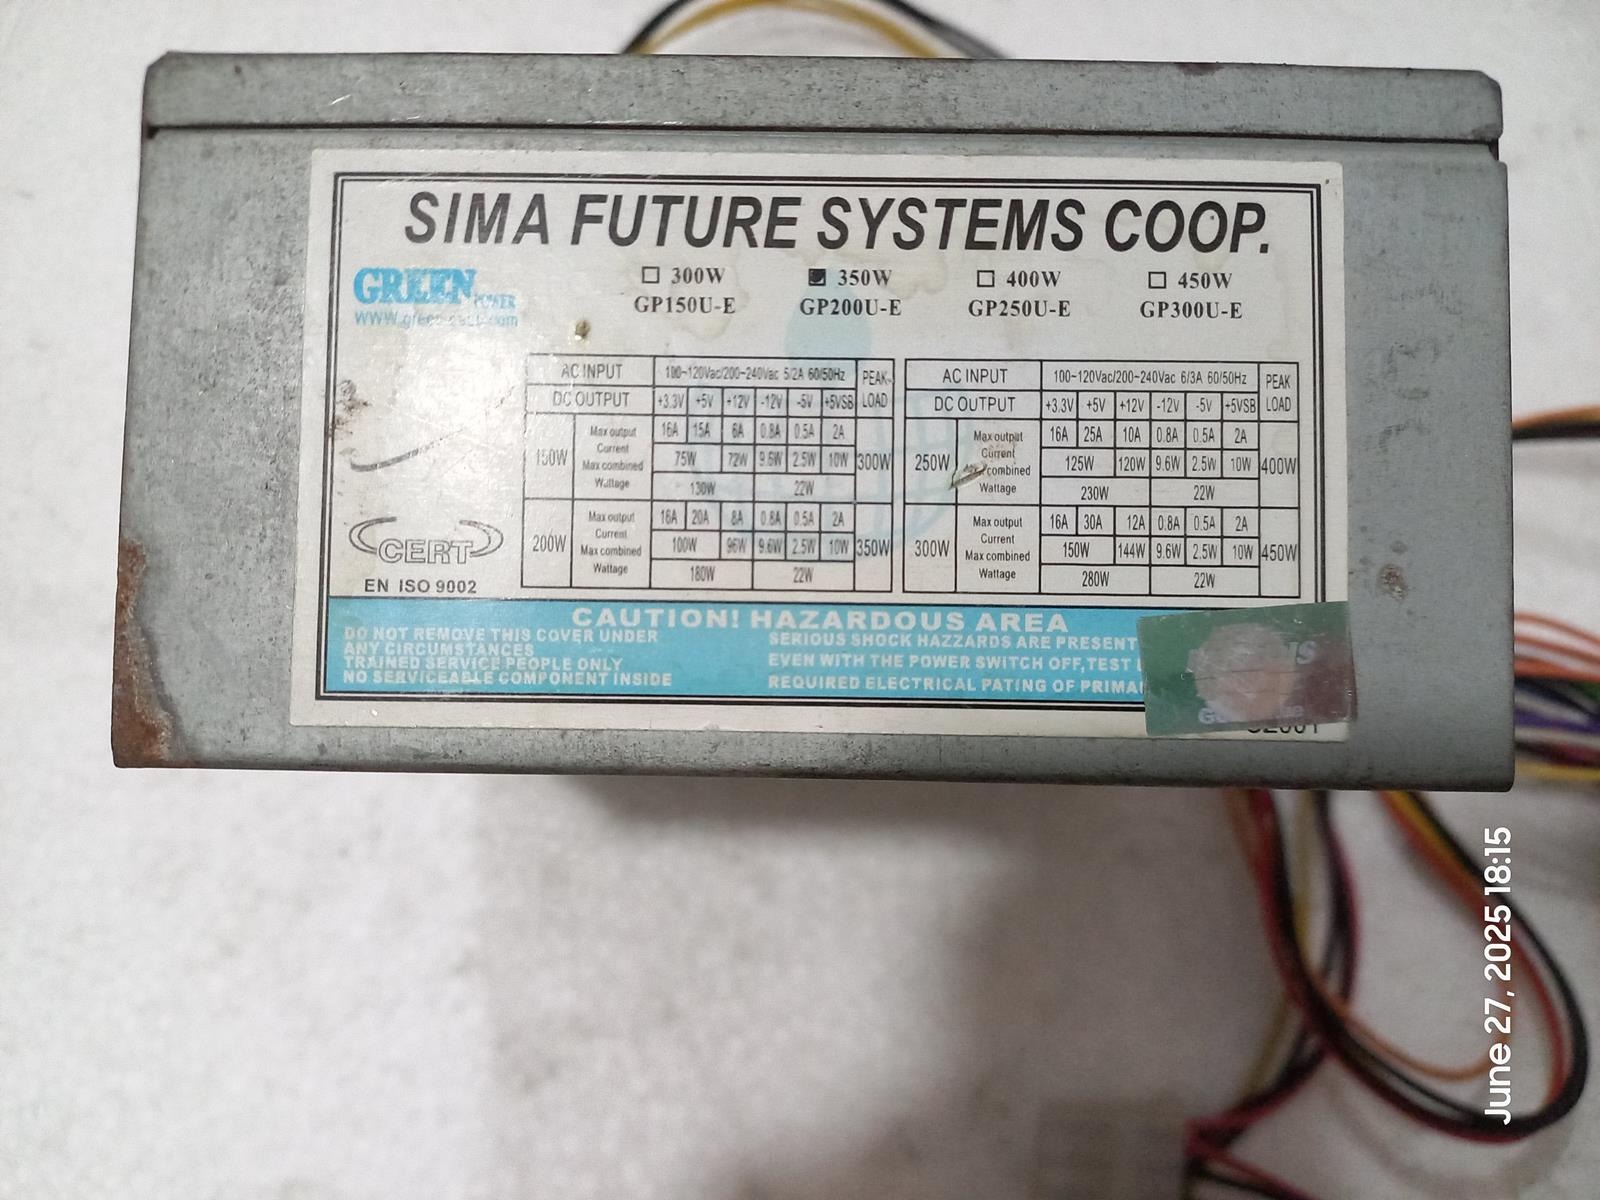 SIMA FUTURE SYSTEMS COOP.
GREEN POWER
☐ 300W ☑ 350W ☐ 400W ☐ 450W
GP150U-E GP200U-E GP250U-E GP300U-E
AC INPUT 100~120Vac/200~240Vac 5/2A 60/50Hz PEAK LOAD
DC OUTPUT +3.3V +5V +12V -12V -5V +5VSB
150W Max output Current 16A 15A 6A 0.8A 0.5A 2A 300W
Max combined Wattage 75W 72W 9.6W 2.5W 10W
130W 22W
200W Max output Current 16A 20A 8A 0.8A 0.5A 2A 350W
Max combined Wattage 100W 96W 9.6W 2.5W 10W
180W 22W
AC INPUT 100~120Vac/200~240Vac 6/3A 60/50Hz PEAK LOAD
DC OUTPUT +3.3V +5V +12V -12V -5V +5VSB
250W Max output Current 16A 25A 10A 0.8A 0.5A 2A 400W
combined Wattage 125W 120W 9.6W 2.5W 10W
230W 22W
300W Max output Current 16A 30A 12A 0.8A 0.5A 2A 450W
Max combined Wattage 150W 144W 9.6W 2.5W 10W
280W 22W
CERT
EN ISO 9002
CAUTION! HAZARDOUS AREA
DO NOT REMOVE THIS COVER UNDER
ANY CIRCUMSTANCES
TRAINED SERVICE PEOPLE ONLY
NO SERVICEABLE COMPONENT INSIDE
SERIOUS SHOCK HAZZARDS ARE PRESENT
EVEN WITH THE POWER SWITCH OFF,TEST
REQUIRED ELECTRICAL PATING OF PRIMA
June 27, 2025 18:15